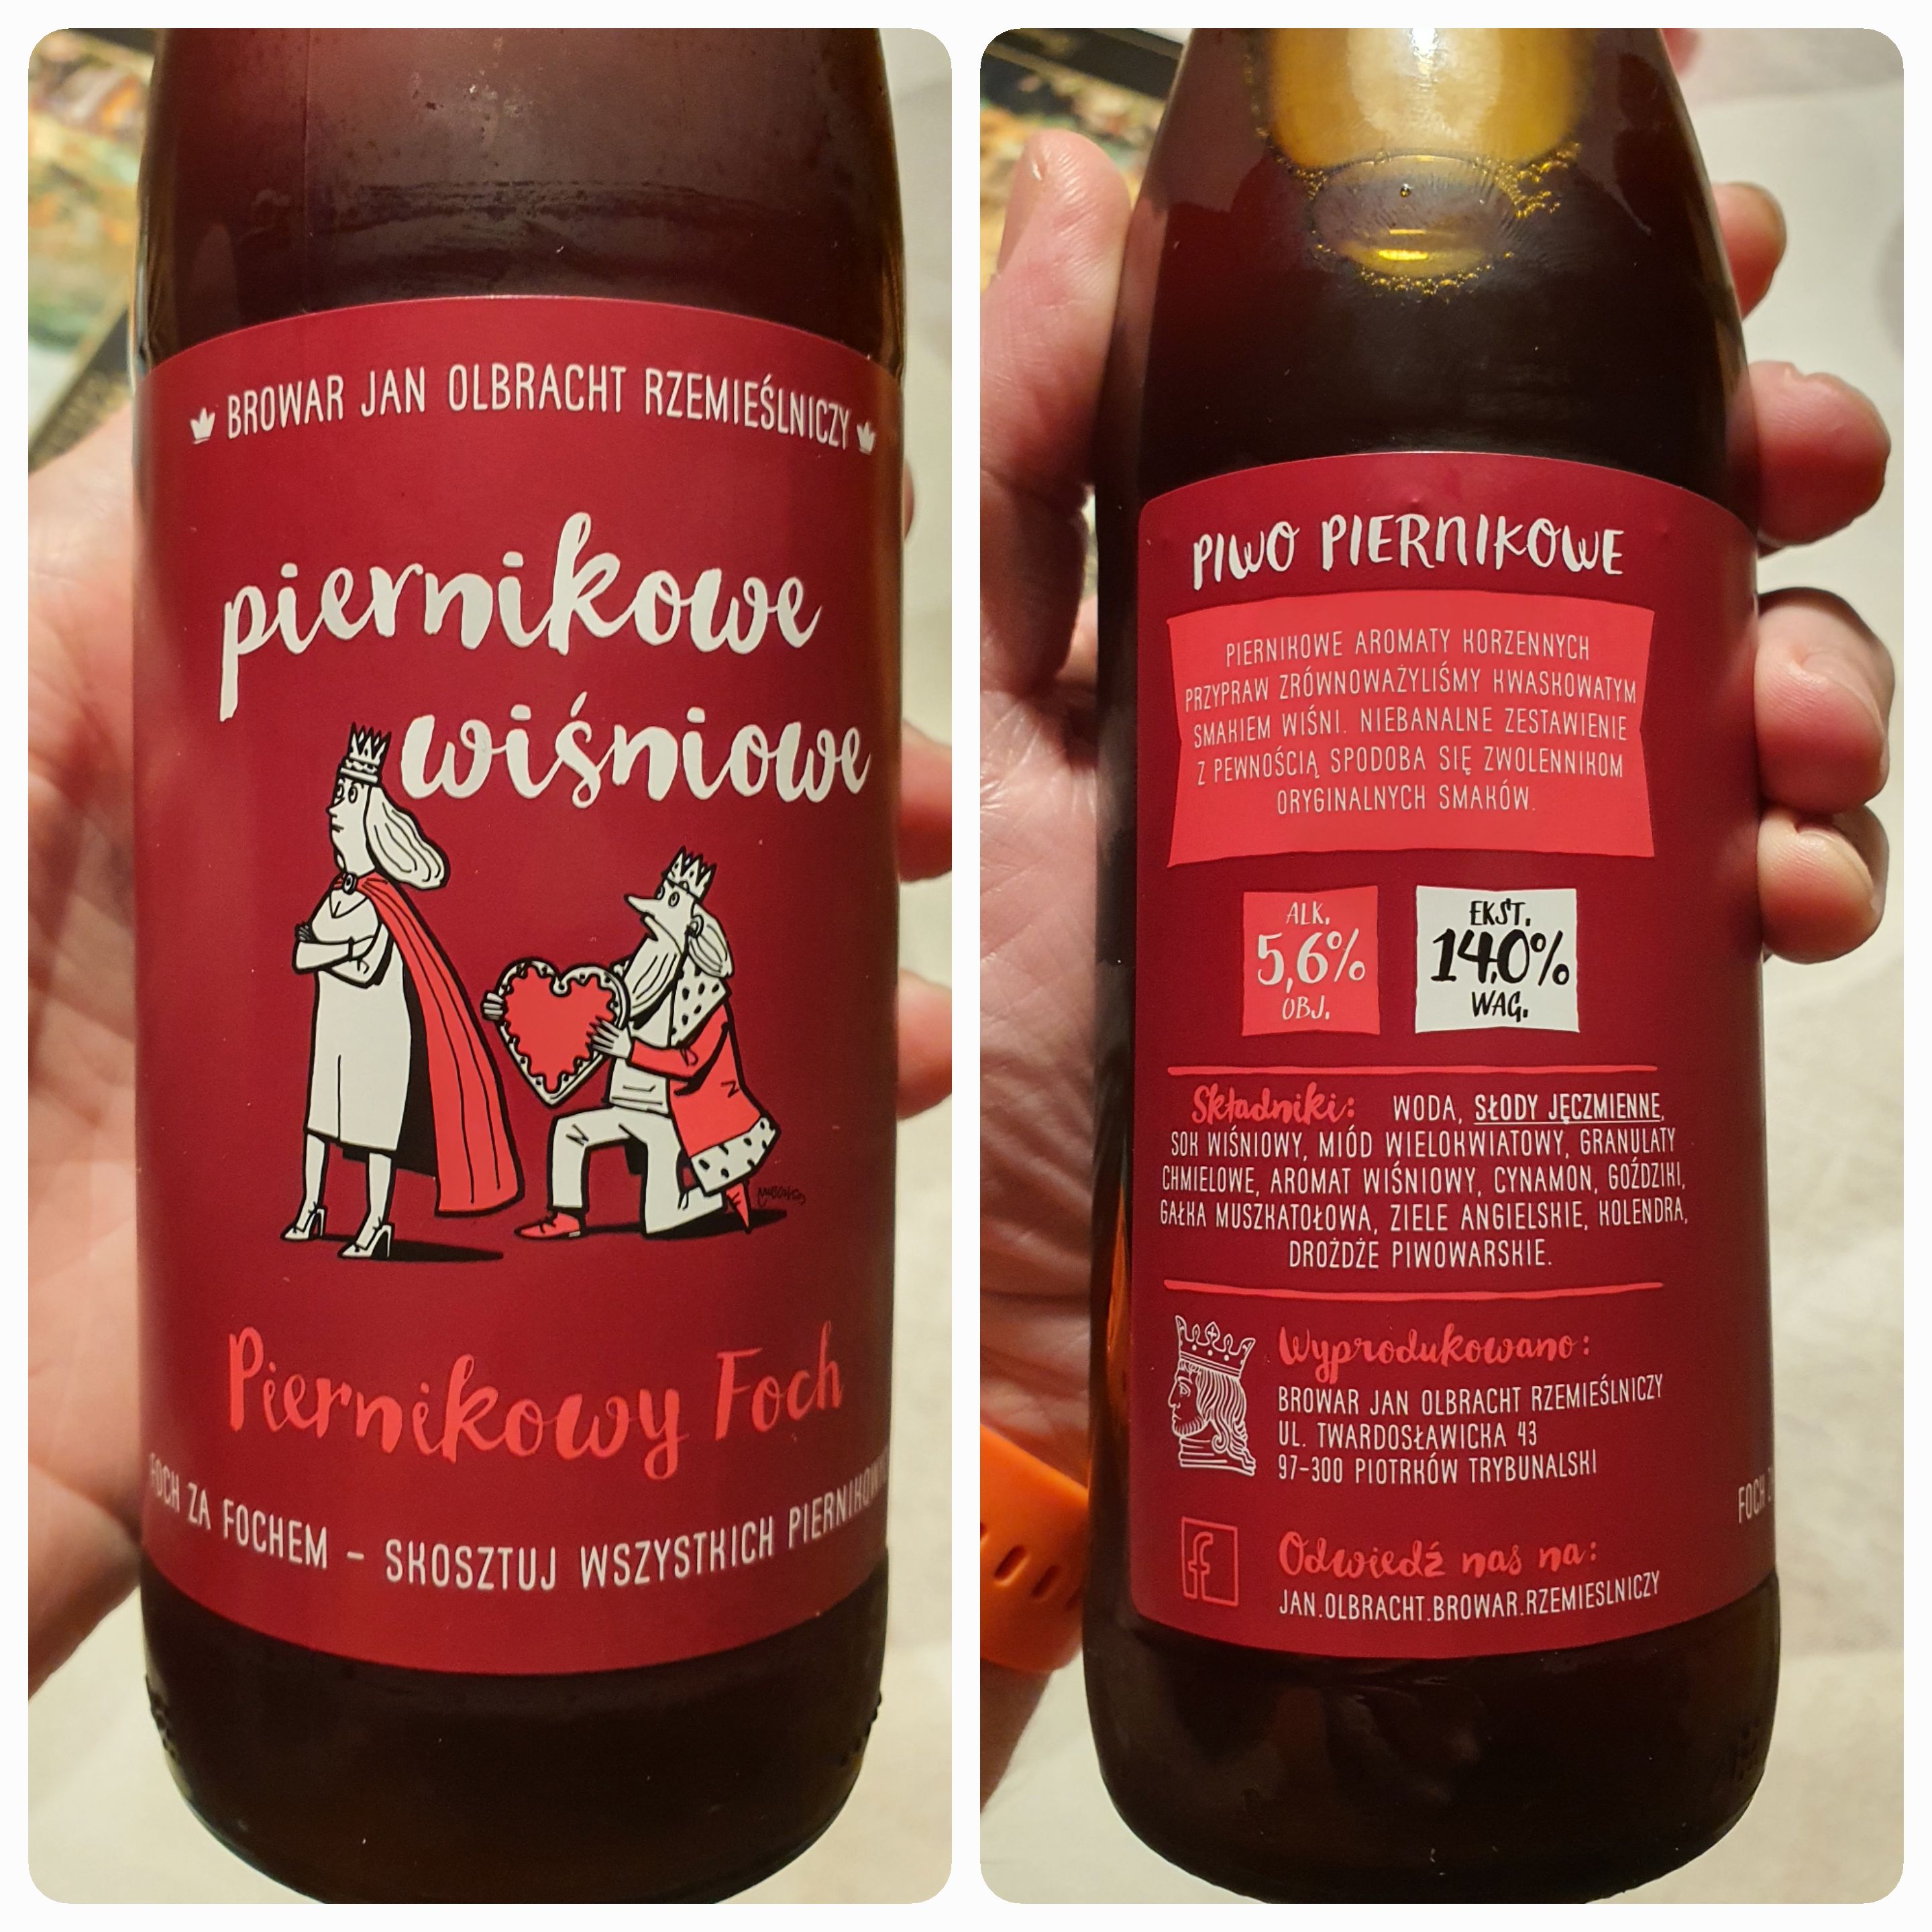 BROWAR JAN OLBRACHT RZEMIEŚLNICZY
piernikowe
wiśniowe
Piernikowy Foch
FOCH ZA FOCHEM – SKOSZTUJ WSZYSTKICH
PIWO PIERNIKOWE
PIERNIKOWE AROMATY KORZENNYCH
PRZYPRAW ZRÓWNOWAŻYLIŚMY KWASKOWATYM
SMAKIEM WIŚNI. NIEBANALNE ZESTAWIENIE
Z PEWNOŚCIĄ SPODOBA SIĘ ZWOLENNIKOM
ORYGINALNYCH SMAKÓW.
ALK.
5,6%
OBJ.
EKST.
14,0%
WAG.
Składniki: WODA, SŁODY JĘCZMIENNE,
SOK WIŚNIOWY, MIÓD WIELOKWIATOWY, GRANULATY
CHMIELOWE, AROMAT WIŚNIOWY, CYNAMON, GOŹDZIKI,
GAŁKA MUSZKATOŁOWA, ZIELE ANGIELSKIE, KOLENDRA,
DROŻDŻE PIWOWARSKIE.
Wyprodukowano:
BROWAR JAN OLBRACHT RZEMIEŚLNICZY
UL. TWARDOSŁAWICKA 43
97-300 PIOTRKÓW TRYBUNALSKI
FOCH
f
Odwiedź nas na:
JAN.OLBRACHT.BROWAR.RZEMIESLNICZY